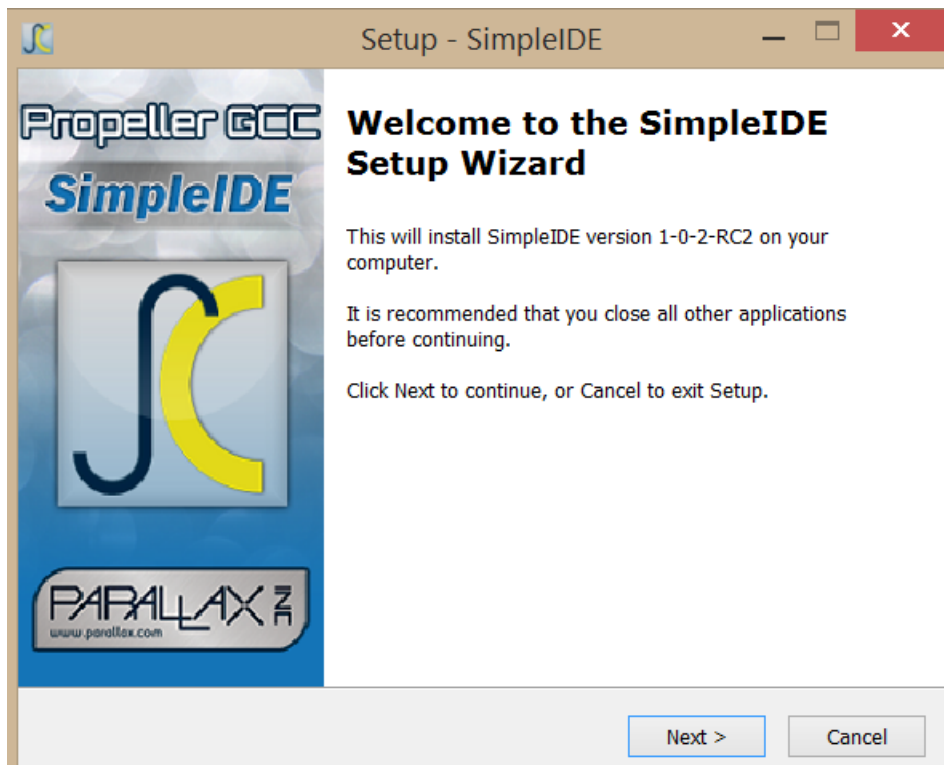 Setup - SimpleIDE
Propeller GCC
SimpleIDE
PARALLAX INC
www.parallax.com
Welcome to the SimpleIDE
Setup Wizard
This will install SimpleIDE version 1-0-2-RC2 on your
computer.
It is recommended that you close all other applications
before continuing.
Click Next to continue, or Cancel to exit Setup.
Next >
Cancel